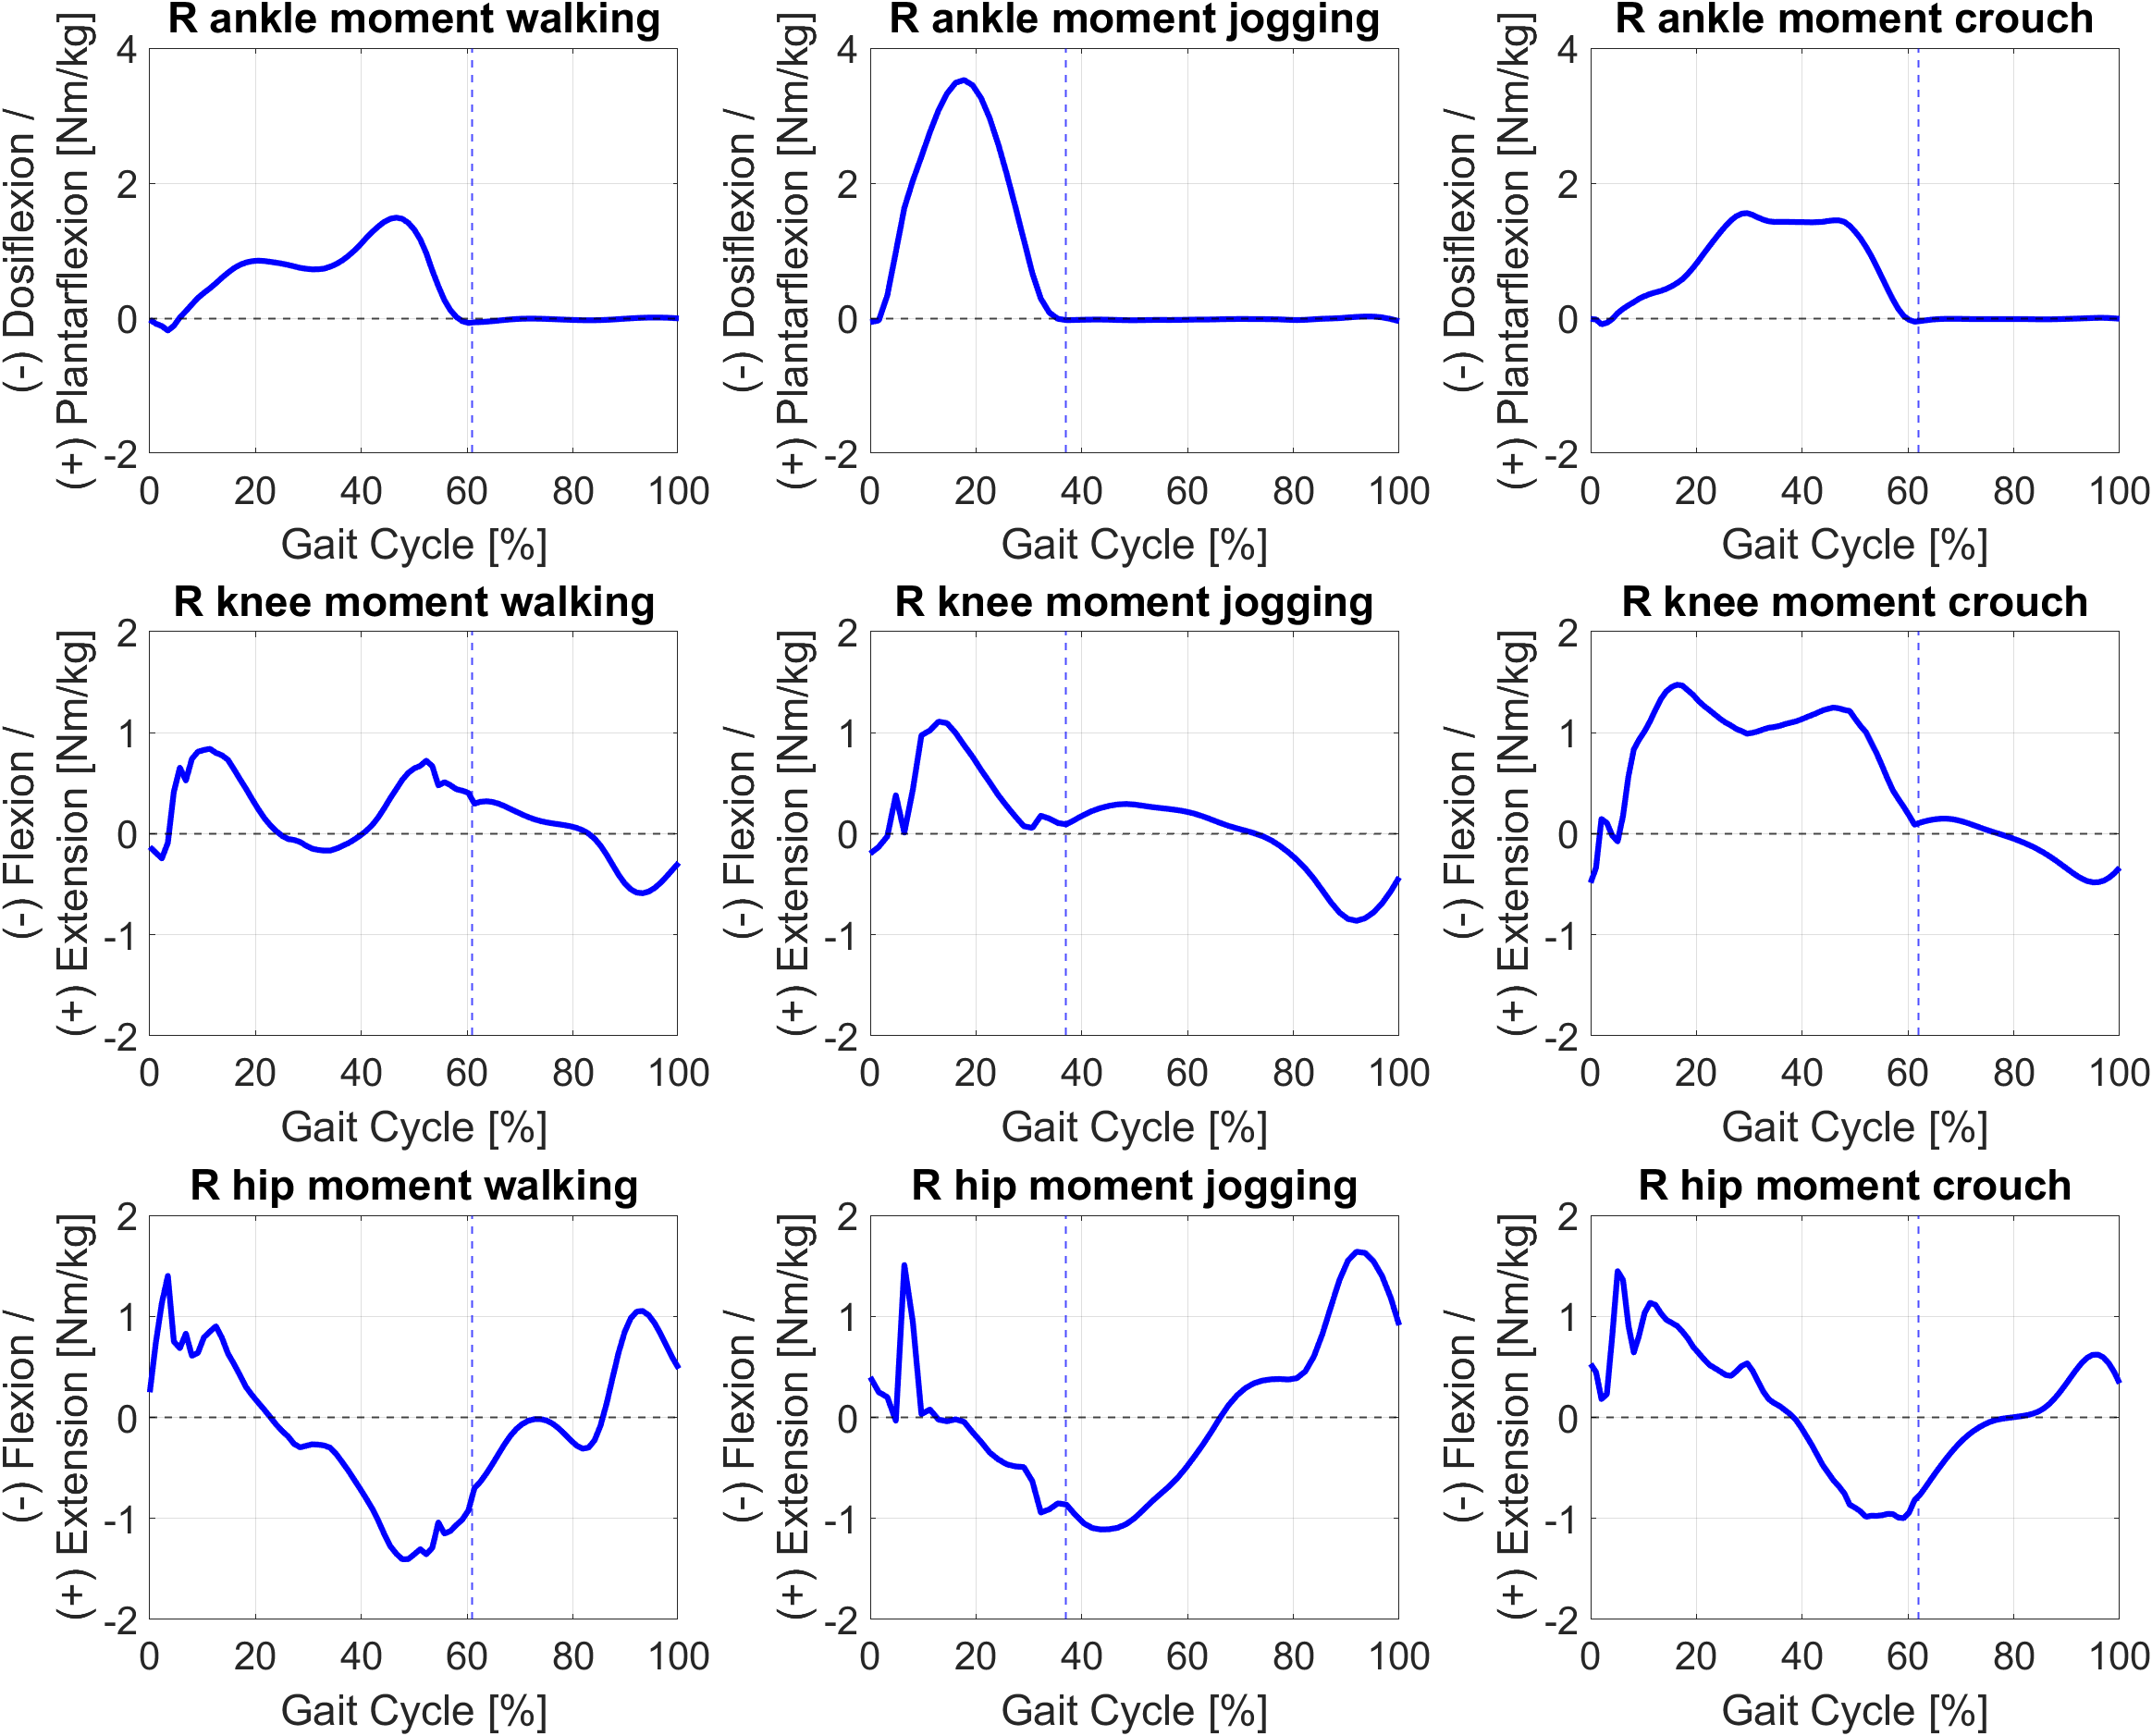 R ankle moment walking
(-) Dosiflexion /
(+) Plantarflexion [Nm/kg]
4
2
0
-2
0 20 40 60 80 100
Gait Cycle [%]
R ankle moment jogging
(-) Dosiflexion /
(+) Plantarflexion [Nm/kg]
4
2
0
-2
0 20 40 60 80 100
Gait Cycle [%]
R ankle moment crouch
(-) Dosiflexion /
(+) Plantarflexion [Nm/kg]
4
2
0
-2
0 20 40 60 80 100
Gait Cycle [%]
R knee moment walking
(-) Flexion /
(+) Extension [Nm/kg]
2
1
0
-1
-2
0 20 40 60 80 100
Gait Cycle [%]
R knee moment jogging
(-) Flexion /
(+) Extension [Nm/kg]
2
1
0
-1
-2
0 20 40 60 80 100
Gait Cycle [%]
R knee moment crouch
(-) Flexion /
(+) Extension [Nm/kg]
2
1
0
-1
-2
0 20 40 60 80 100
Gait Cycle [%]
R hip moment walking
(-) Flexion /
(+) Extension [Nm/kg]
2
1
0
-1
-2
0 20 40 60 80 100
Gait Cycle [%]
R hip moment jogging
(-) Flexion /
(+) Extension [Nm/kg]
2
1
0
-1
-2
0 20 40 60 80 100
Gait Cycle [%]
R hip moment crouch
(-) Flexion /
(+) Extension [Nm/kg]
2
1
0
-1
-2
0 20 40 60 80 100
Gait Cycle [%]